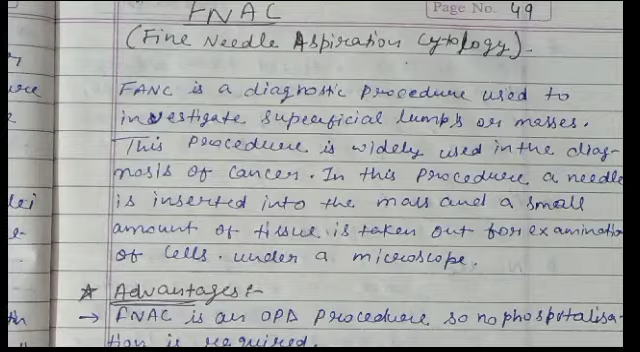 FNAC
Page No. 49
(Fine Needle Aspiration Cytology)-
FANC is a diagnostic procedure used to
investigate superficial lump's or masses.
This procedure is widely used in the diag-
nosis of cancer. In this procedure a needle
is inserted into the mass and a small
amount of tissue is taken out for examinatio
of cells. under a microscope.
☆ Advantages:-
→ FNAC is an OPD procedure so no phospitalisa-
tion is required.